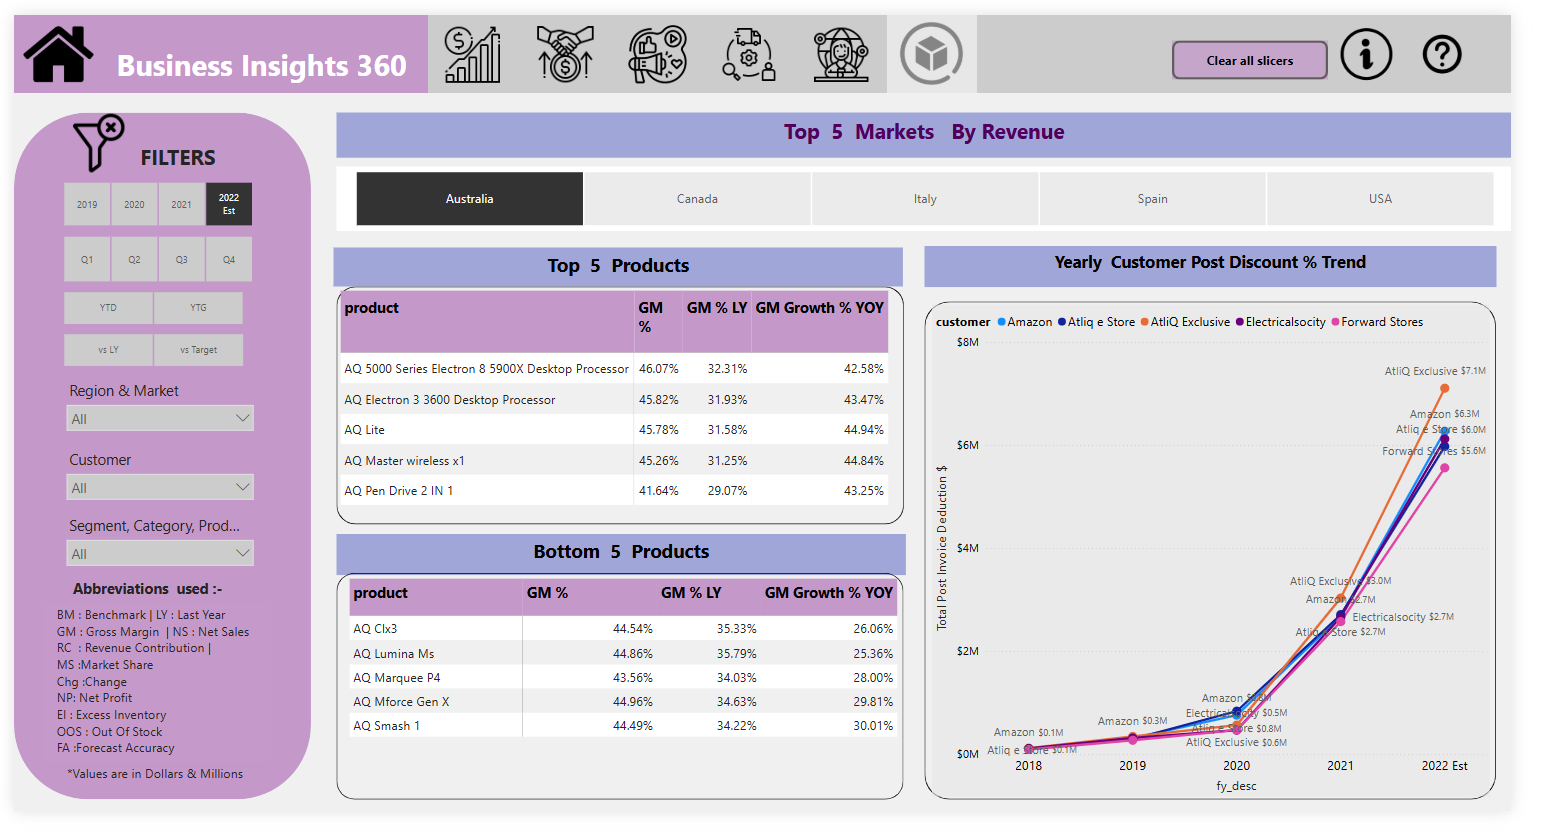 Business Insights 360
Clear all slicers
FILTERS
2019
2020
2021
2022
Est
Q1
Q2
Q3
Q4
YTD
YTG
vs LY
vs Target
Region & Market
All
Customer
All
Segment, Category, Prod...
All
Abbreviations used :-
BM : Benchmark | LY : Last Year
GM : Gross Margin | NS : Net Sales
RC : Revenue Contribution |
MS :Market Share
Chg :Change
NP: Net Profit
EI : Excess Inventory
OOS : Out Of Stock
FA :Forecast Accuracy
*Values are in Dollars & Millions
Top 5 Markets By Revenue
Australia
Canada
Italy
Spain
USA
Top 5 Products
product GM % GM % LY GM Growth % YOY
AQ 5000 Series Electron 8 5900X Desktop Processor 46.07% 32.31% 42.58%
AQ Electron 3 3600 Desktop Processor 45.82% 31.93% 43.47%
AQ Lite 45.78% 31.58% 44.94%
AQ Master wireless x1 45.26% 31.25% 44.84%
AQ Pen Drive 2 IN 1 41.64% 29.07% 43.25%
Bottom 5 Products
product GM % GM % LY GM Growth % YOY
AQ Clx3 44.54% 35.33% 26.06%
AQ Lumina Ms 44.86% 35.79% 25.36%
AQ Marquee P4 43.56% 34.03% 28.00%
AQ Mforce Gen X 44.96% 34.63% 29.81%
AQ Smash 1 44.49% 34.22% 30.01%
Yearly Customer Post Discount % Trend
customer Amazon Atliq e Store AtliQ Exclusive Electricalsocity Forward Stores
$8M
$6M
$4M
$2M
$0M
Total Post Invoice Deduction $
AtliQ Exclusive $7.1M
Amazon $6.3M
Atliq e Store $6.0M
Forward Stores $5.6M
AtliQ Exclusive $3.0M
Amazon $2.7M
Electricalsocity $2.7M
Atliq e Store $2.7M
Amazon
Electricalsocity $0.5M
Atliq e Store $0.8M
AtliQ Exclusive $0.6M
Amazon $0.3M
Amazon $0.1M
Atliq e Store $0.1M
2018
2019
2020
2021
2022 Est
fy_desc